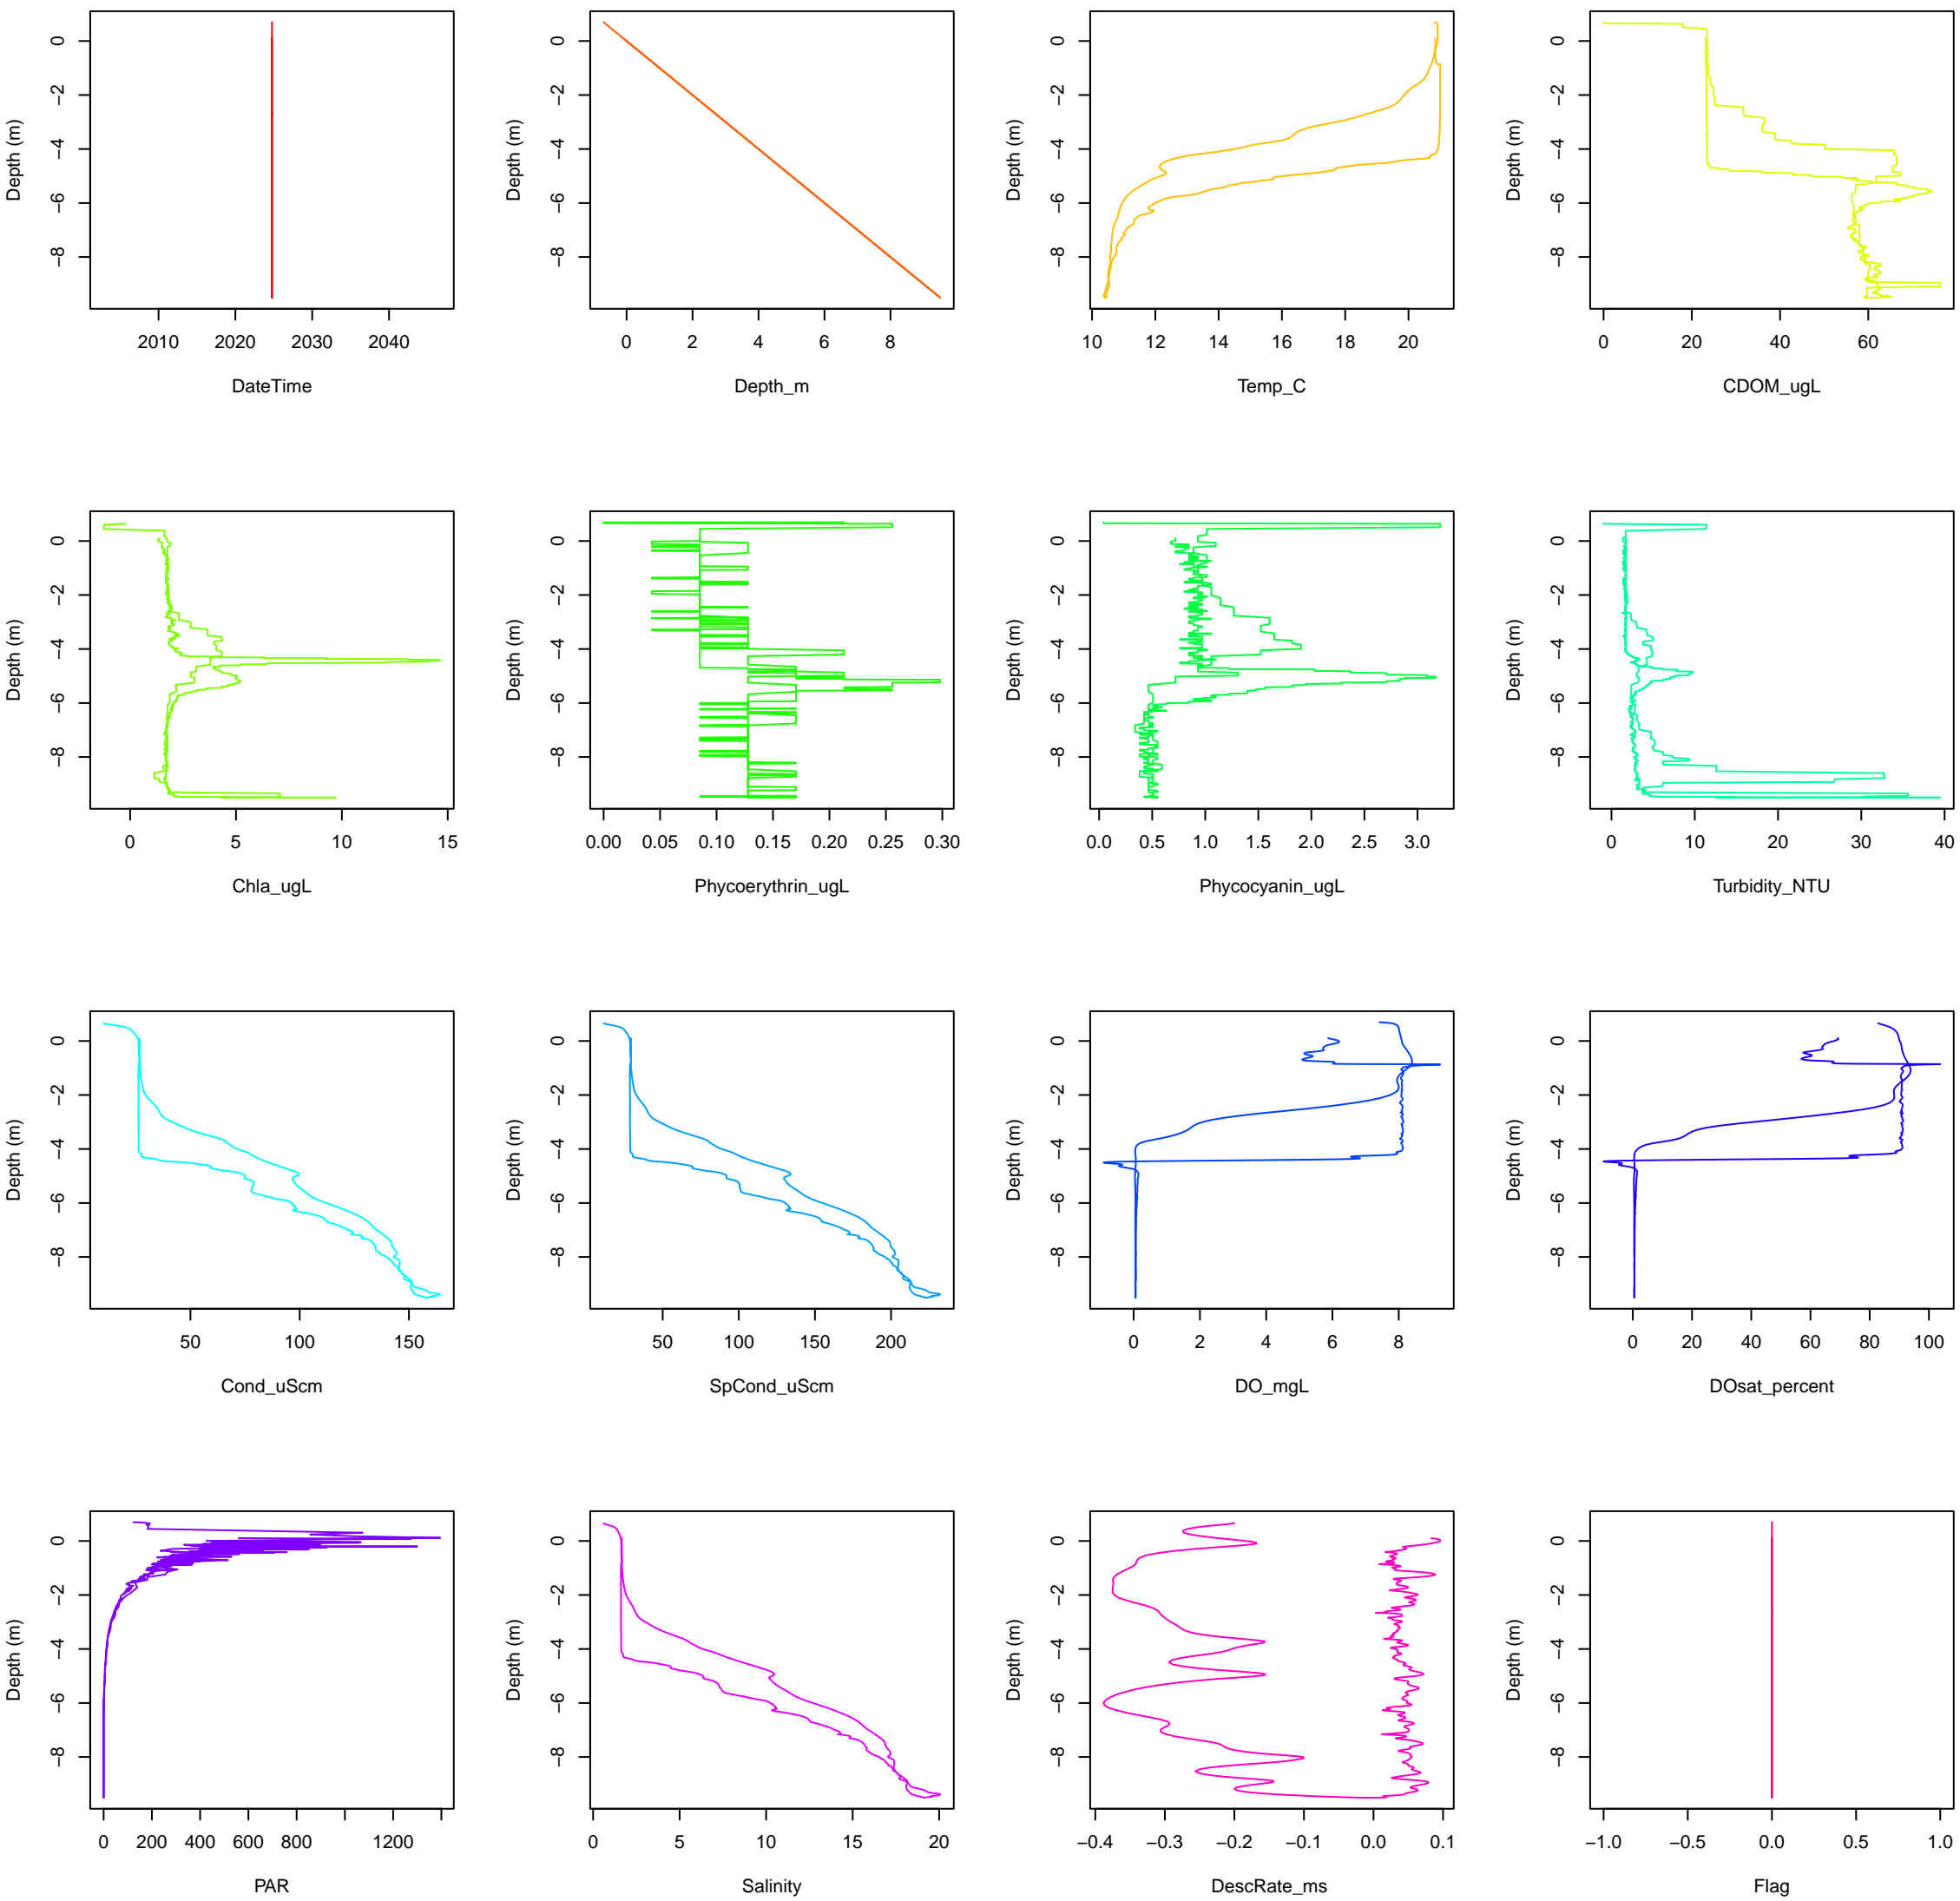 Depth (m)
0
−2
−4
−6
−8
2010 2020 2030 2040
DateTime
Depth (m)
0
−2
−4
−6
−8
0 2 4 6 8
Depth_m
Depth (m)
0
−2
−4
−6
−8
10 12 14 16 18 20
Temp_C
Depth (m)
0
−2
−4
−6
−8
0 20 40 60
CDOM_ugL
Depth (m)
0
−2
−4
−6
−8
0 5 10 15
Chla_ugL
Depth (m)
0
−2
−4
−6
−8
0.00 0.05 0.10 0.15 0.20 0.25 0.30
Phycoerythrin_ugL
Depth (m)
0
−2
−4
−6
−8
0.0 0.5 1.0 1.5 2.0 2.5 3.0
Phycocyanin_ugL
Depth (m)
0
−2
−4
−6
−8
0 10 20 30 40
Turbidity_NTU
Depth (m)
0
−2
−4
−6
−8
50 100 150
Cond_uScm
Depth (m)
0
−2
−4
−6
−8
50 100 150 200
SpCond_uScm
Depth (m)
0
−2
−4
−6
−8
0 2 4 6 8
DO_mgL
Depth (m)
0
−2
−4
−6
−8
0 20 40 60 80 100
DOsat_percent
Depth (m)
0
−2
−4
−6
−8
0 200 400 600 800 1200
PAR
Depth (m)
0
−2
−4
−6
−8
0 5 10 15 20
Salinity
Depth (m)
0
−2
−4
−6
−8
−0.4 −0.3 −0.2 −0.1 0.0 0.1
DescRate_ms
Depth (m)
0
−2
−4
−6
−8
−1.0 −0.5 0.0 0.5 1.0
Flag